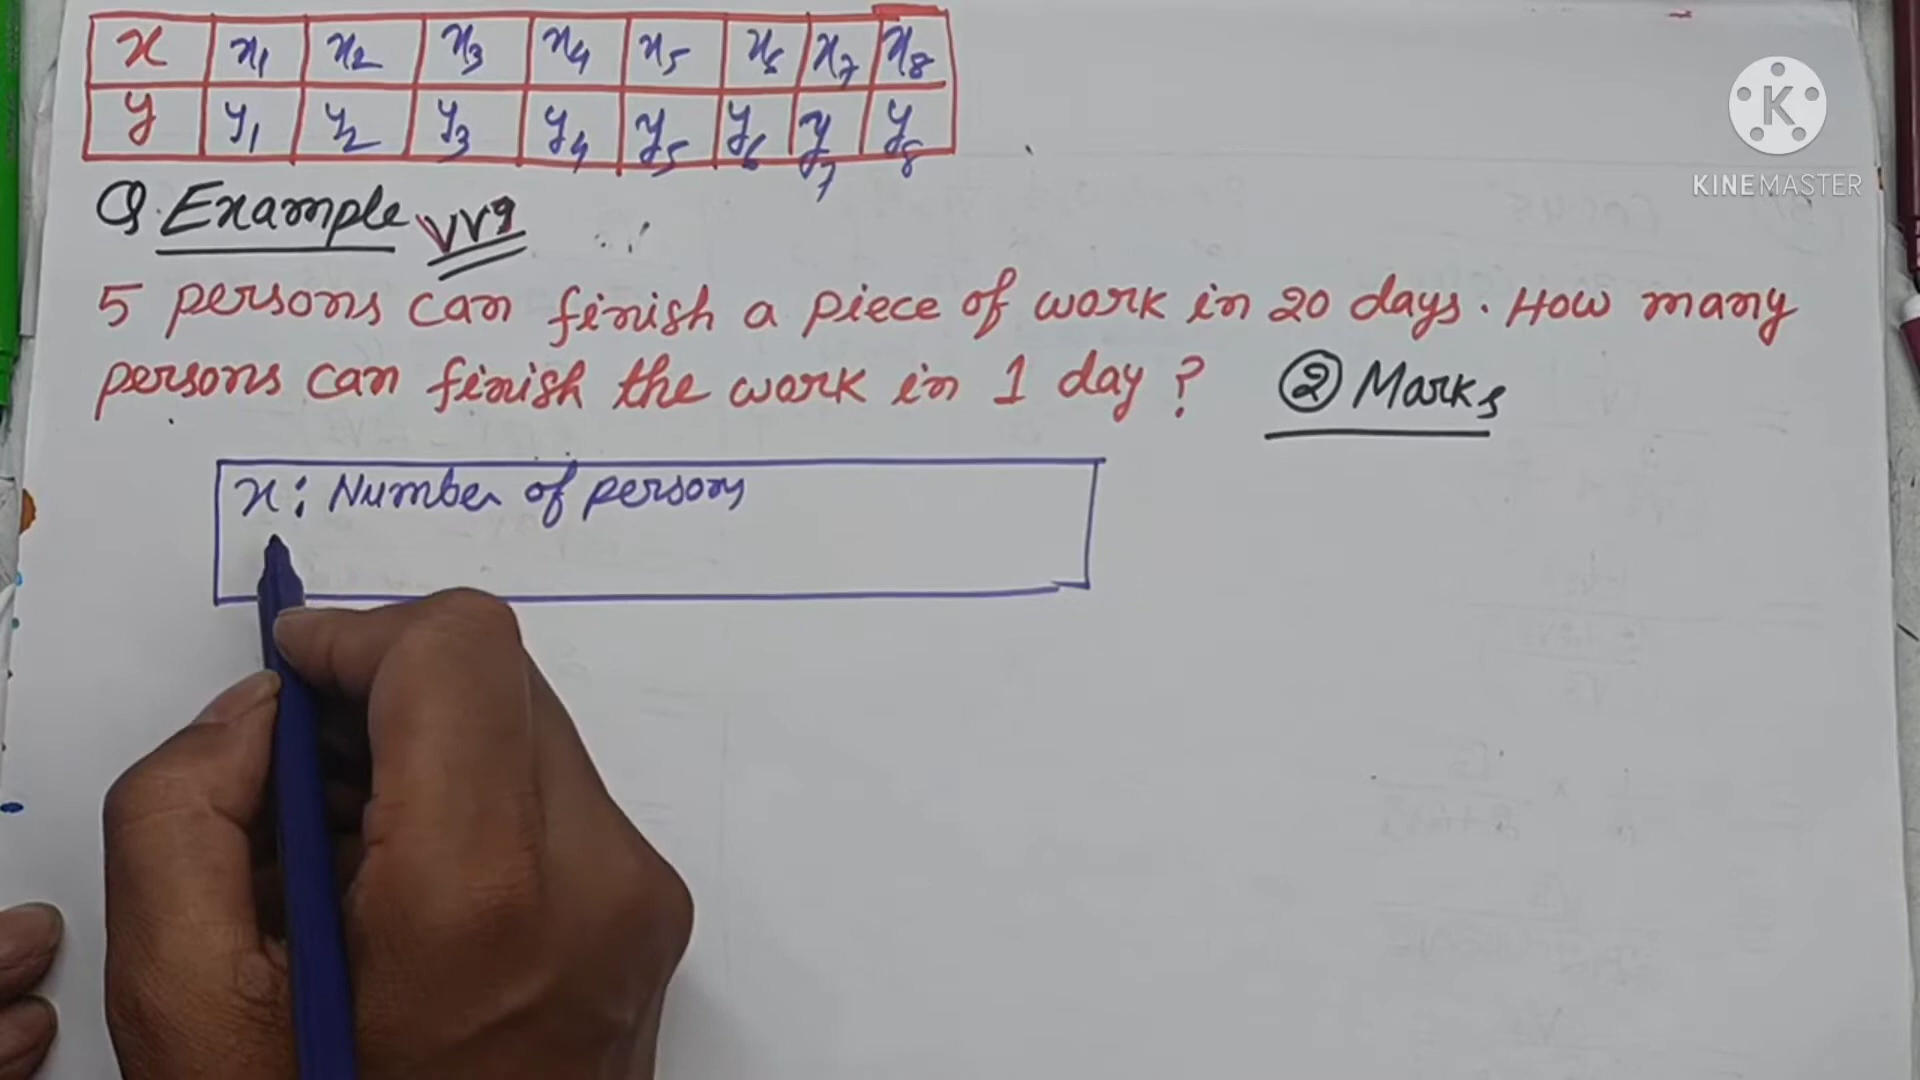 x x1 x2 x3 x4 x5 x6 x7 x8
y y1 y2 y3 y4 y5 y6 y7 y8
KINEMASTER
Q. Example VVI
5 persons can finish a piece of work in 20 days. How many
persons can finish the work in 1 day? ② Marks
x: Number of persons